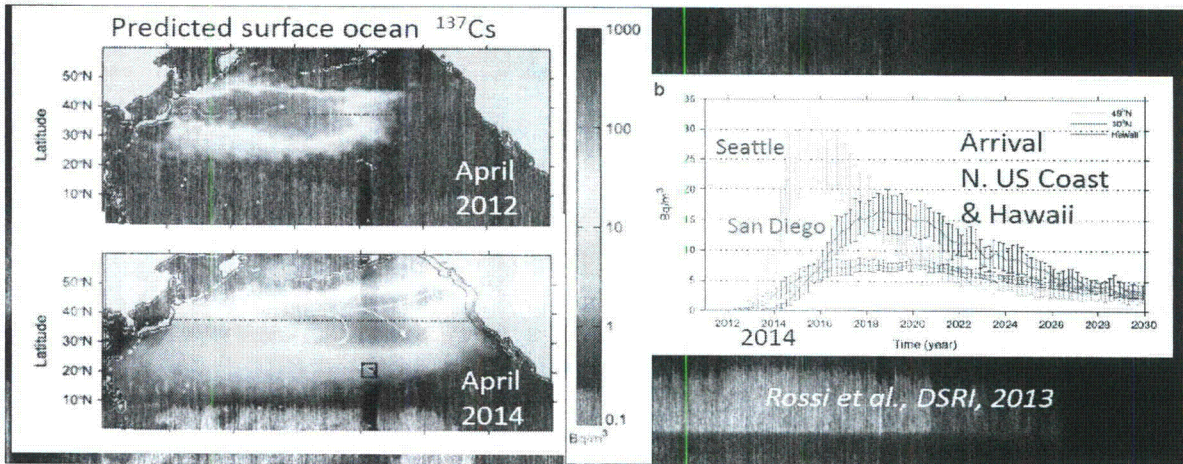 Predicted surface ocean ¹³⁷Cs
Latitude
50°N
40°N
30°N
20°N
10°N
April
2012
Latitude
50°N
40°N
30°N
20°N
10°N
April
2014
1000
100
10
1
0.1
Bq/m³
b
Bq/m³
35
30
25
20
15
10
5
0
Seattle
San Diego
30°N
Hawaii
Arrival
N. US Coast
& Hawaii
2012 2014 2016 2018 2020 2022 2024 2026 2028 2030
Time (year)
2014
Rossi et al., DSRI, 2013